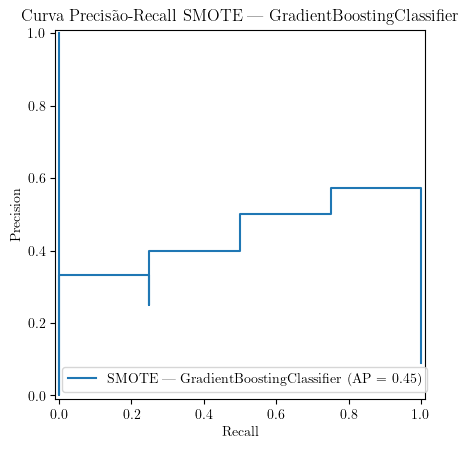 Curva Precisão-Recall SMOTE — GradientBoostingClassifier
1.0
0.8
0.6
0.4
0.2
0.0
Precision
SMOTE — GradientBoostingClassifier (AP = 0.45)
0.0 0.2 0.4 0.6 0.8 1.0
Recall